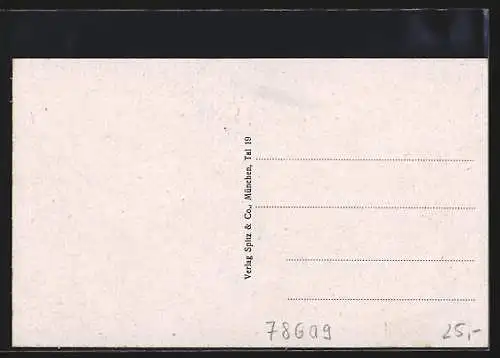 Verlag Spitz & Co., München, Tal 19
78609 25,-